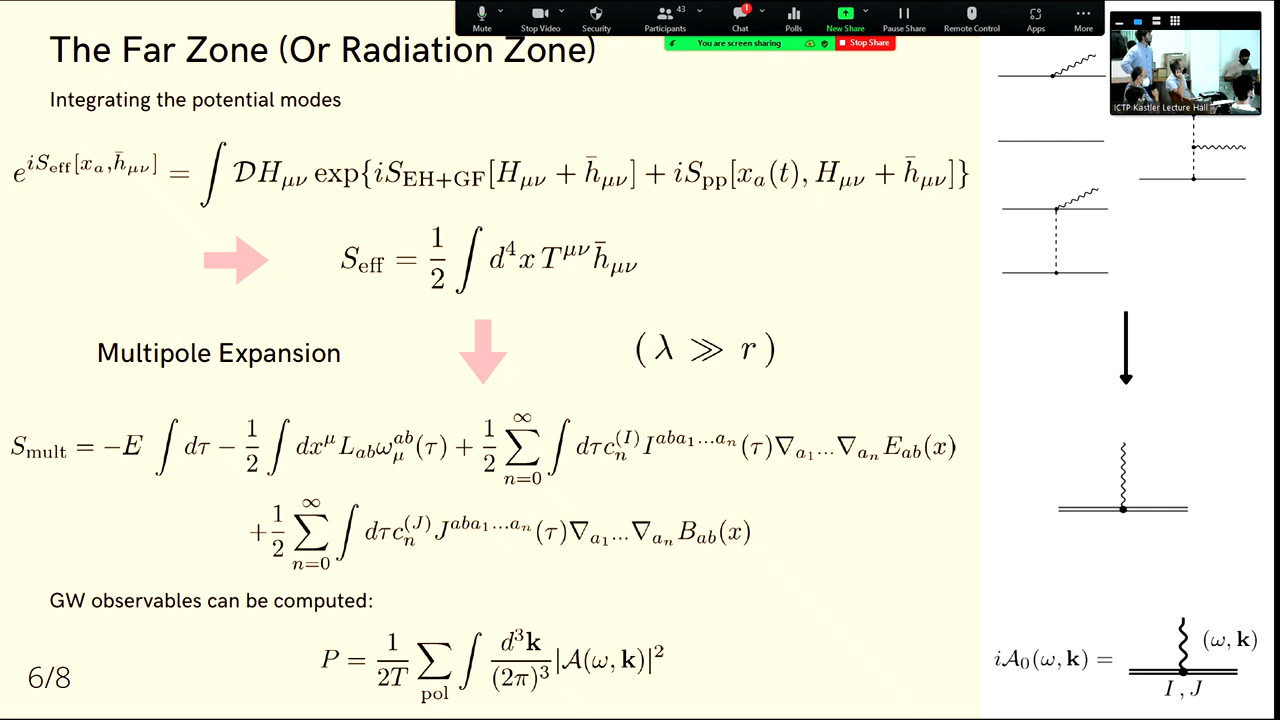 Mute
Stop Video
Security
Participants
43
Chat
1
Polls
New Share
Pause Share
Remote Control
Apps
More
You are screen sharing
Stop Share
ICTP Kastler Lecture Hall
The Far Zone (Or Radiation Zone)
Integrating the potential modes
e^{iS_eff[x_a, h̄_μν]} = ∫ 𝒟H_μν exp{iS_EH+GF[H_μν + h̄_μν] + iS_pp[x_a(t), H_μν + h̄_μν]}
S_eff = 1/2 ∫ d⁴x T^{μν} h̄_μν
Multipole Expansion
( λ ≫ r )
S_mult = −E ∫ dτ − 1/2 ∫ dx^μ L_ab ω_μ^{ab}(τ) + 1/2 ∑_{n=0}^{∞} ∫ dτ c_n^{(I)} I^{aba_1...a_n}(τ) ∇_{a_1} ... ∇_{a_n} E_ab(x)
+ 1/2 ∑_{n=0}^{∞} ∫ dτ c_n^{(J)} J^{aba_1...a_n}(τ) ∇_{a_1} ... ∇_{a_n} B_ab(x)
GW observables can be computed:
P = 1/2T ∑_pol ∫ d³𝐤/(2π)³ |𝒜(ω, 𝐤)|²
6/8
i𝒜_0(ω, 𝐤) =
(ω, 𝐤)
I , J